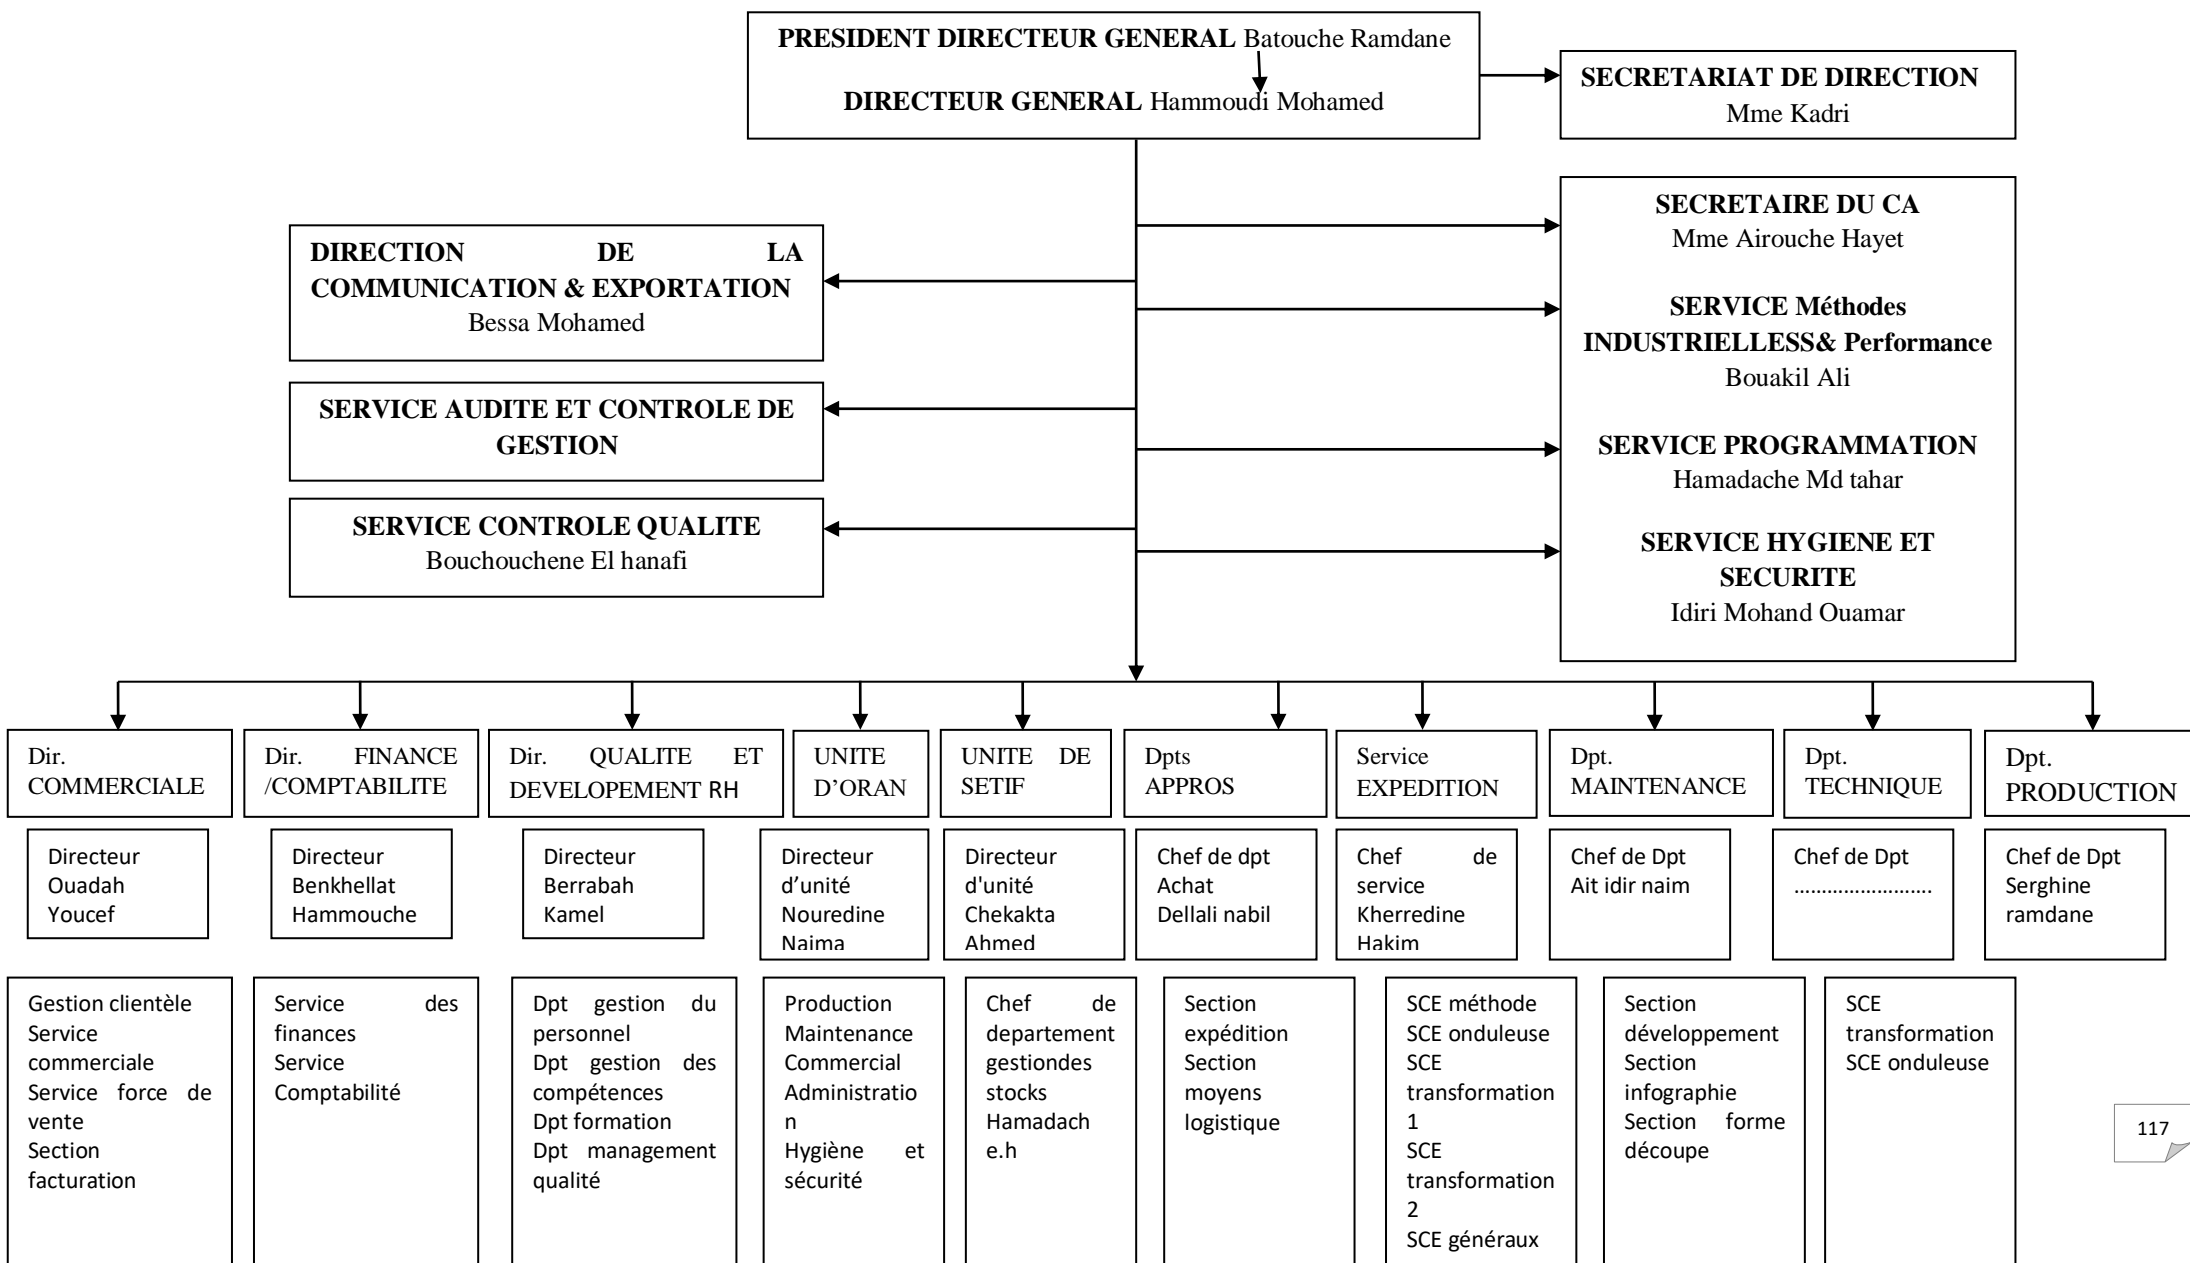 PRESIDENT DIRECTEUR GENERAL Batouche Ramdane
DIRECTEUR GENERAL Hammoudi Mohamed
SECRETARIAT DE DIRECTION
Mme Kadri
SECRETAIRE DU CA
Mme Airouche Hayet
SERVICE Méthodes
INDUSTRIELLESS& Performance
Bouakil Ali
SERVICE PROGRAMMATION
Hamadache Md tahar
SERVICE HYGIENE ET
SECURITE
Idiri Mohand Ouamar
DIRECTION DE LA
COMMUNICATION & EXPORTATION
Bessa Mohamed
SERVICE AUDITE ET CONTROLE DE
GESTION
SERVICE CONTROLE QUALITE
Bouchouchene El hanafi
Dir.
COMMERCIALE
Dir. FINANCE
/COMPTABILITE
Dir. QUALITE ET
DEVELOPEMENT RH
UNITE
D’ORAN
UNITE DE
SETIF
Dpts
APPROS
Service
EXPEDITION
Dpt.
MAINTENANCE
Dpt.
TECHNIQUE
Dpt.
PRODUCTION
Directeur
Ouadah
Youcef
Directeur
Benkhellat
Hammouche
Directeur
Berrabah
Kamel
Directeur
d’unité
Nouredine
Naima
Directeur
d'unité
Chekakta
Ahmed
Chef de dpt
Achat
Dellali nabil
Chef de
service
Kherredine
Hakim
Chef de Dpt
Ait idir naim
Chef de Dpt
…………………….
Chef de Dpt
Serghine
ramdane
Gestion clientèle
Service
commerciale
Service force de
vente
Section
facturation
Service des
finances
Service
Comptabilité
Dpt gestion du
personnel
Dpt gestion des
compétences
Dpt formation
Dpt management
qualité
Production
Maintenance
Commercial
Administratio
n
Hygiène et
sécurité
Chef de
departement
gestiondes
stocks
Hamadach
e.h
Section
expédition
Section
moyens
logistique
SCE méthode
SCE onduleuse
SCE
transformation
1
SCE
transformation
2
SCE généraux
Section
développement
Section
infographie
Section forme
découpe
SCE
transformation
SCE onduleuse
117